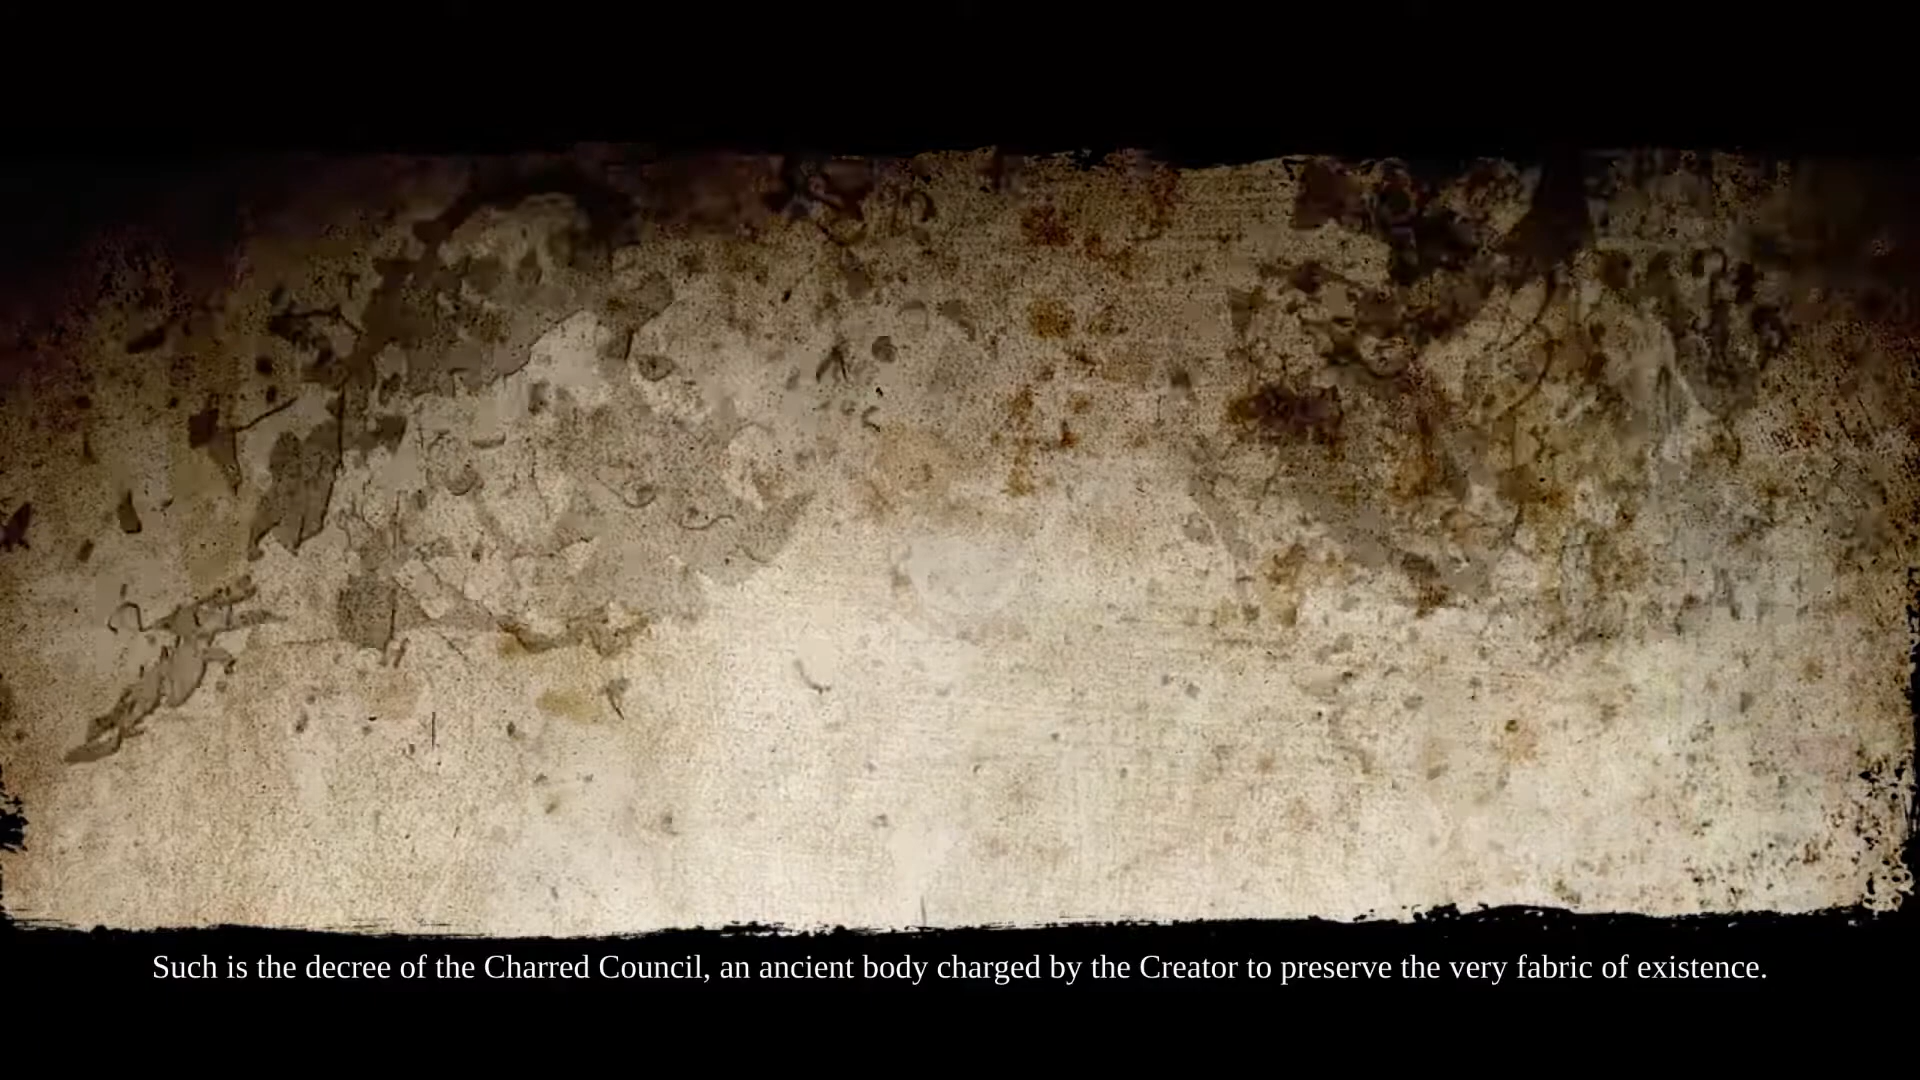 Such is the decree of the Charred Council, an ancient body charged by the Creator to preserve the very fabric of existence.